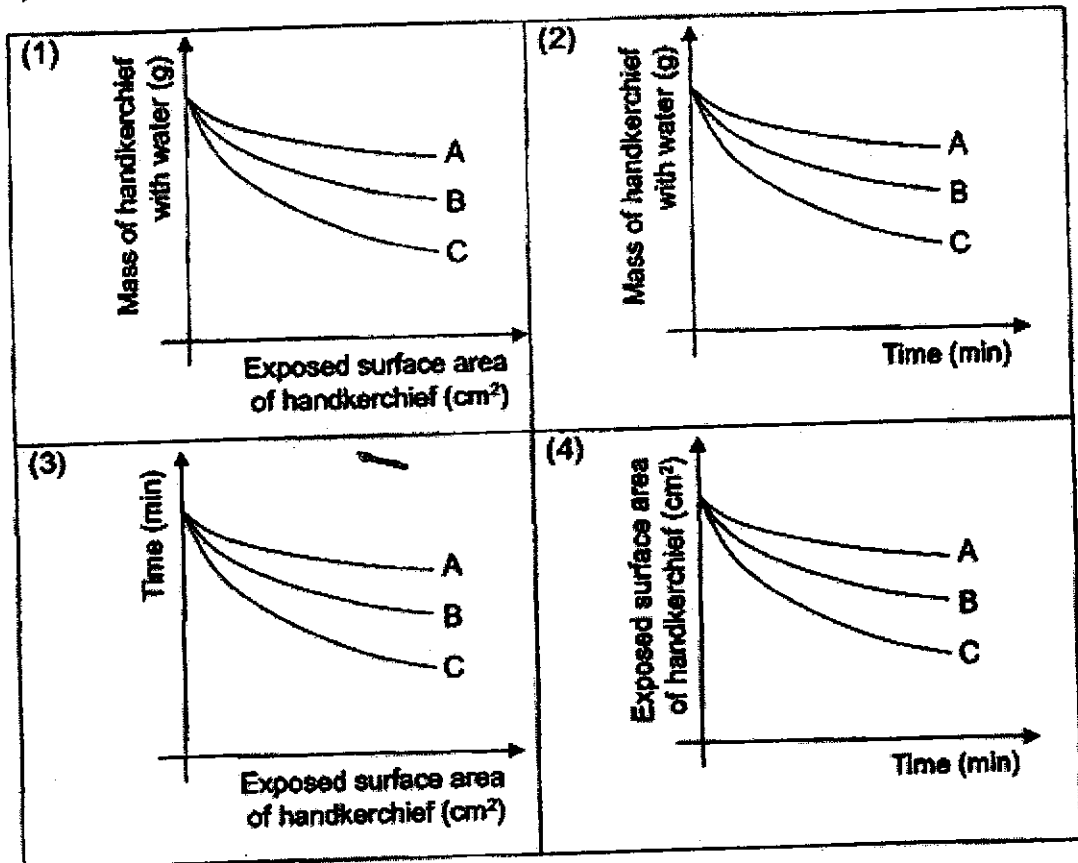 (1)
Mass of handkerchief
with water (g)
A
B
C
Exposed surface area
of handkerchief (cm²)
(2)
Mass of handkerchief
with water (g)
A
B
C
Time (min)
(3)
Time (min)
A
B
C
Exposed surface area
of handkerchief (cm²)
(4)
Exposed surface area
of handkerchief (cm²)
A
B
C
Time (min)